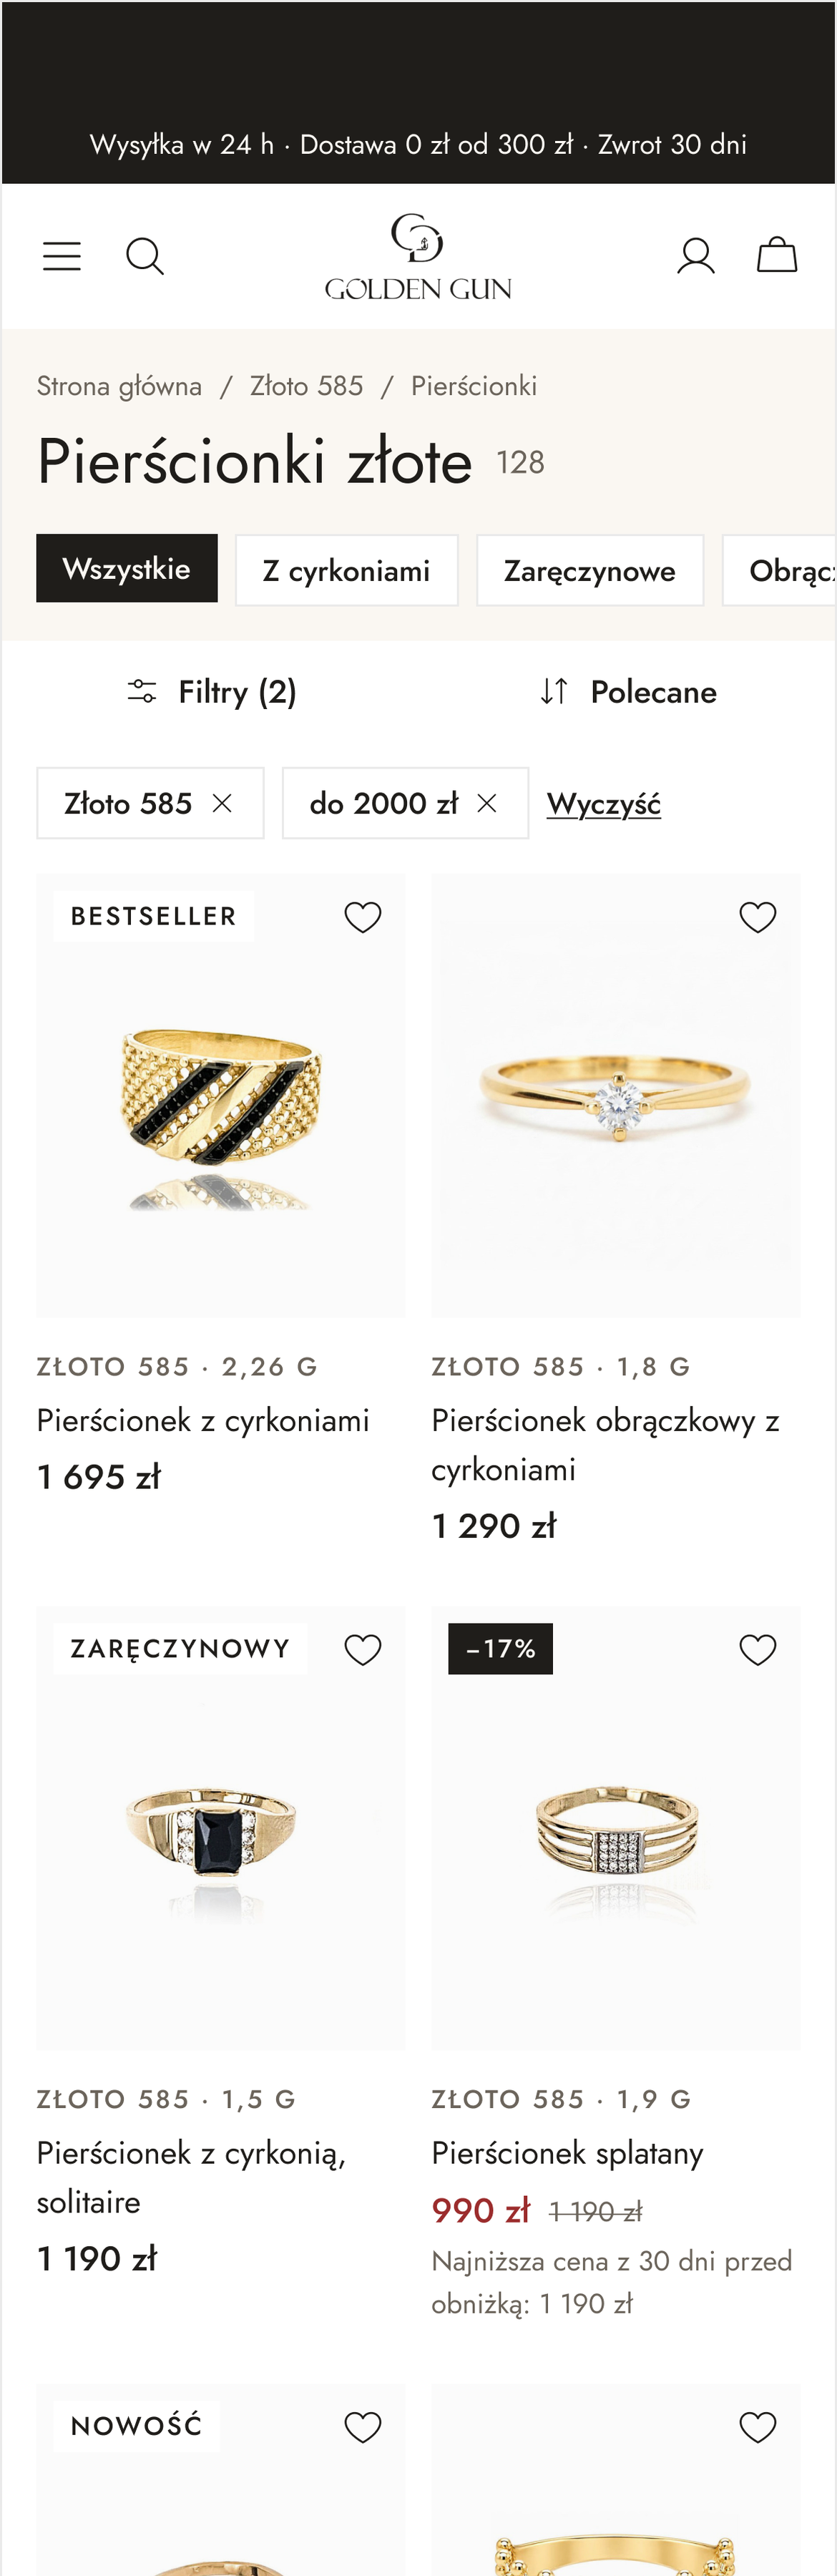 Wysyłka w 24 h · Dostawa 0 zł od 300 zł · Zwrot 30 dni
GOLDEN GUN
Strona główna / Złoto 585 / Pierścionki
Pierścionki złote 128
Wszystkie Z cyrkoniami Zaręczynowe
Filtry (2) Polecane
Złoto 585 do 2000 zł Wyczyść
BESTSELLER
ZŁOTO 585 · 2,26 G
Pierścionek z cyrkoniami
1 695 zł
ZŁOTO 585 · 1,8 G
Pierścionek obrączkowy z
cyrkoniami
1 290 zł
ZARĘCZYNOWY
ZŁOTO 585 · 1,5 G
Pierścionek z cyrkonią,
solitaire
1 190 zł
−17%
ZŁOTO 585 · 1,9 G
Pierścionek splatany
990 zł 1 190 zł
Najniższa cena z 30 dni przed
obniżką: 1 190 zł
NOWOŚĆ